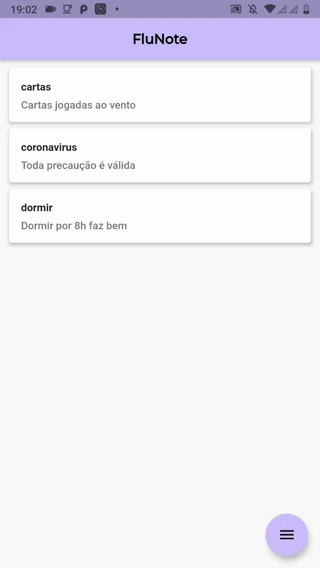 19:02
FluNote
cartas
Cartas jogadas ao vento
coronavirus
Toda precaução é válida
dormir
Dormir por 8h faz bem